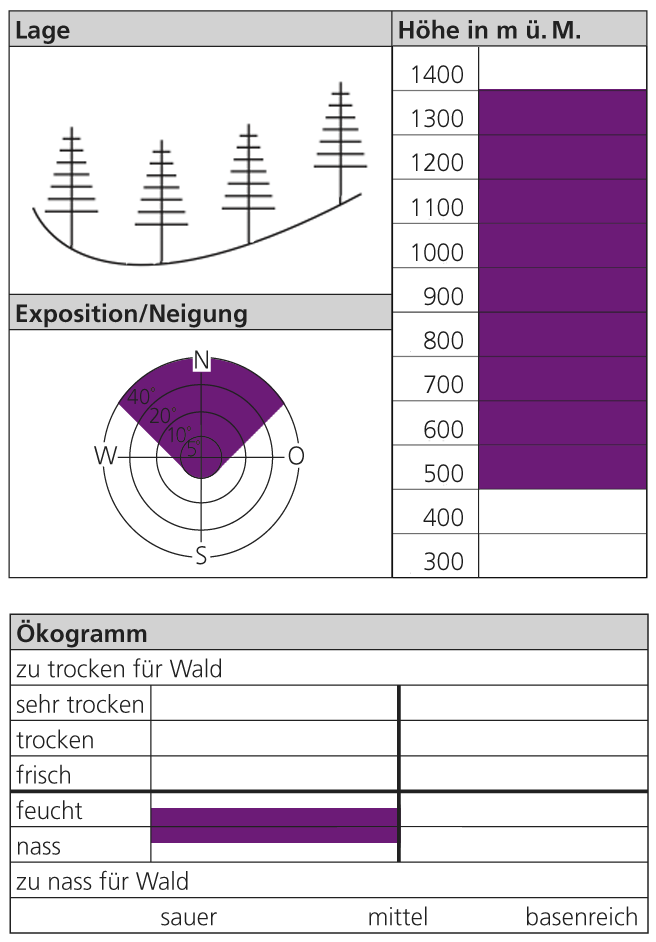 Lage
Höhe in m ü. M.
1400
1300
1200
1100
1000
900
800
700
600
500
400
300
Exposition/Neigung
N
40°
20°
10°
5°
W
O
S
Ökogramm
zu trocken für Wald
sehr trocken
trocken
frisch
feucht
nass
zu nass für Wald
sauer mittel basenreich